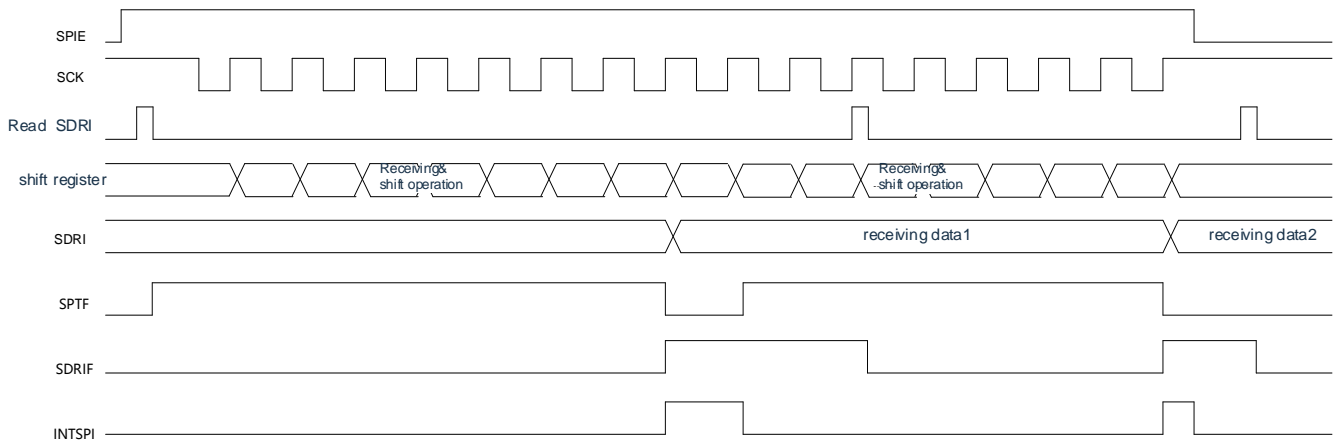 SPIE
SCK
Read SDRI
shift register
Receiving&
shift operation
Receiving&
shift operation
SDRI
receiving data1
receiving data2
SPTF
SDRIF
INTSPI